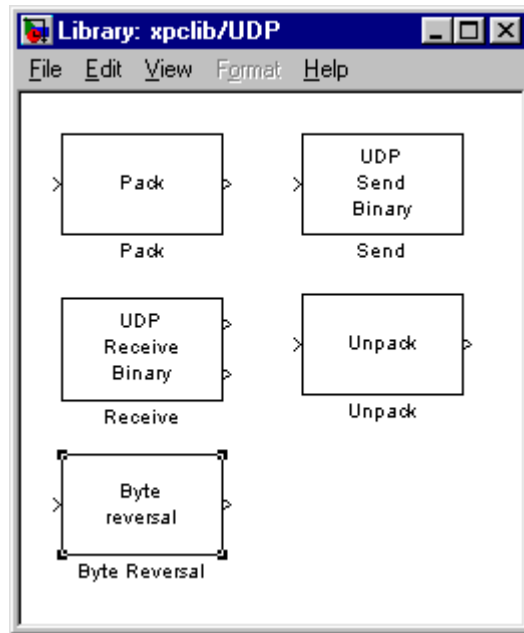 Library: xpclib/UDP
File Edit View Format Help
Pack
Pack
UDP
Send
Binary
Send
UDP
Receive
Binary
Receive
Unpack
Unpack
Byte
reversal
Byte Reversal